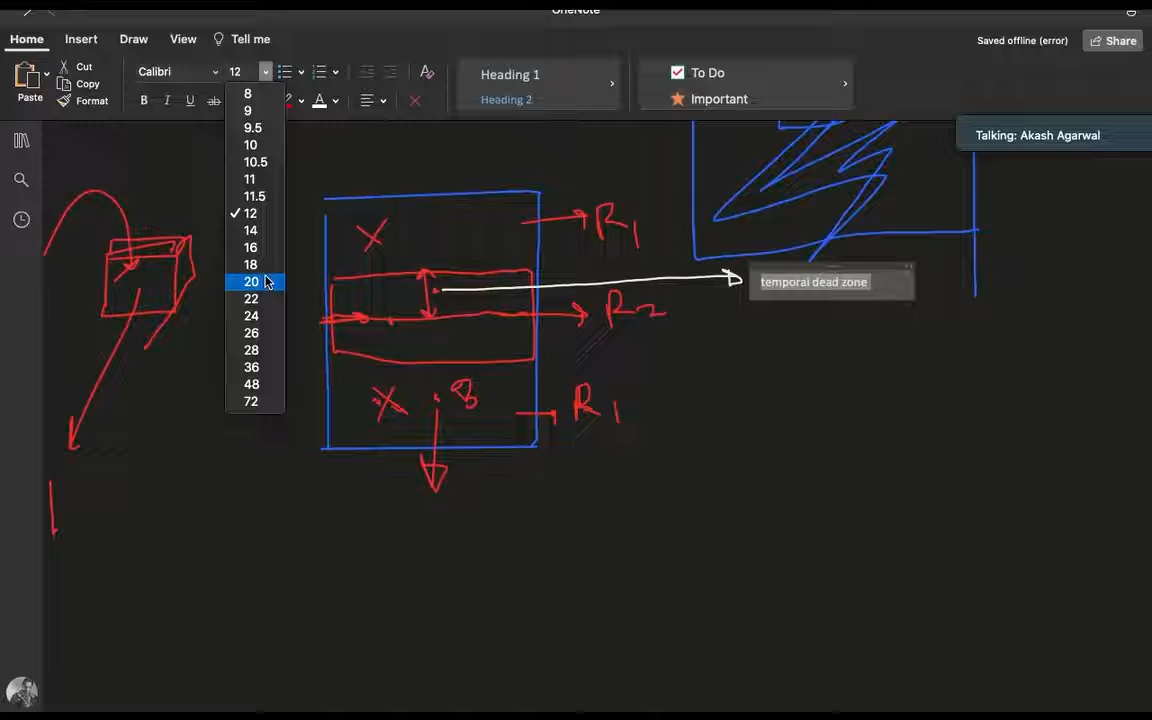 OneNote
Home Insert Draw View Tell me
Saved offline (error) Share
Paste
Cut
Copy
Format
Calibri 12
B I U ab A
Heading 1
Heading 2
To Do
Important
8
9
9.5
10
10.5
11
11.5
12
14
16
18
20
22
24
26
28
36
48
72
Talking: Akash Agarwal
X R1
temporal dead zone
R2
X 8 R1